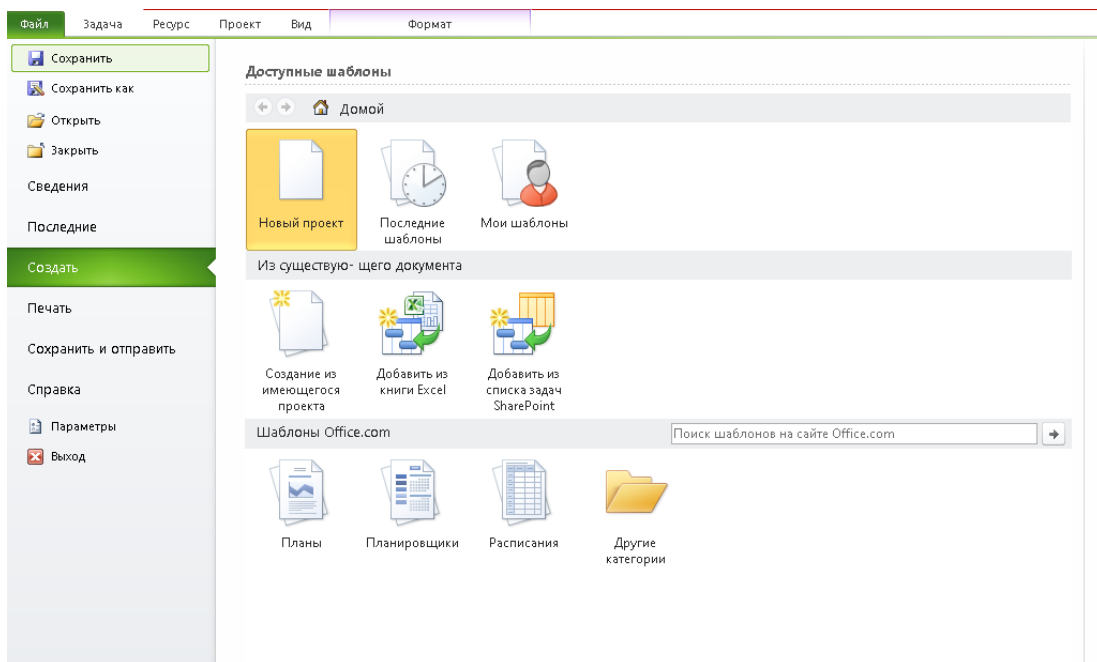 Файл Задача Ресурс Проект Вид Формат
Сохранить
Сохранить как
Открыть
Закрыть
Сведения
Последние
Создать
Печать
Сохранить и отправить
Справка
Параметры
Выход
Доступные шаблоны
Домой
Новый проект
Последние
шаблоны
Мои шаблоны
Из существую- щего документа
Создание из
имеющегося
проекта
Добавить из
книги Excel
Добавить из
списка задач
SharePoint
Шаблоны Office.com
Поиск шаблонов на сайте Office.com
Планы
Планировщики
Расписания
Другие
категории